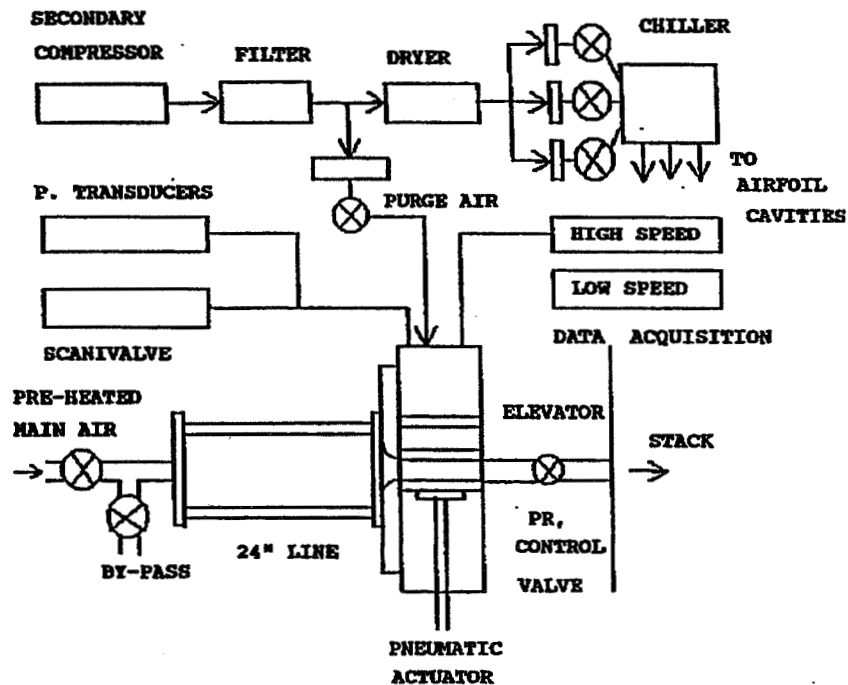 SECONDARY
COMPRESSOR
FILTER
DRYER
CHILLER
TO
AIRFOIL
CAVITIES
PURGE AIR
P. TRANSDUCERS
HIGH SPEED
LOW SPEED
SCANIVALVE
DATA ACQUISITION
PRE-HEATED
MAIN AIR
ELEVATOR
STACK
24" LINE
PR,
CONTROL
VALVE
BY-PASS
PNEUMATIC
ACTUATOR